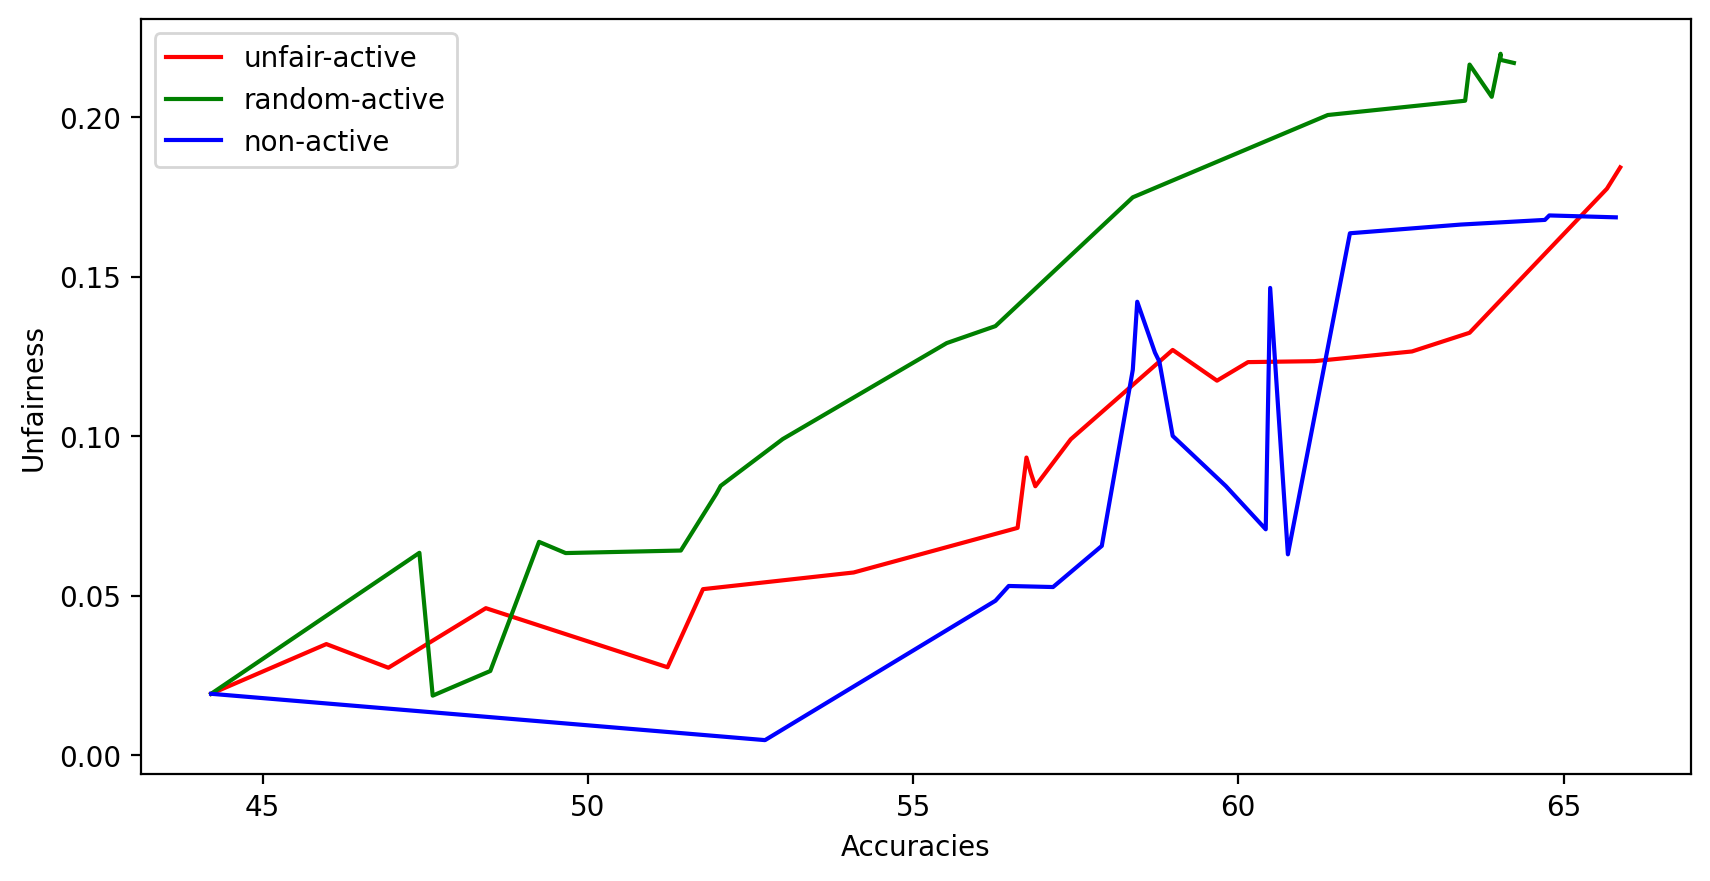 unfair-active
random-active
non-active
0.20
0.15
0.10
0.05
0.00
Unfairness
45 50 55 60 65
Accuracies